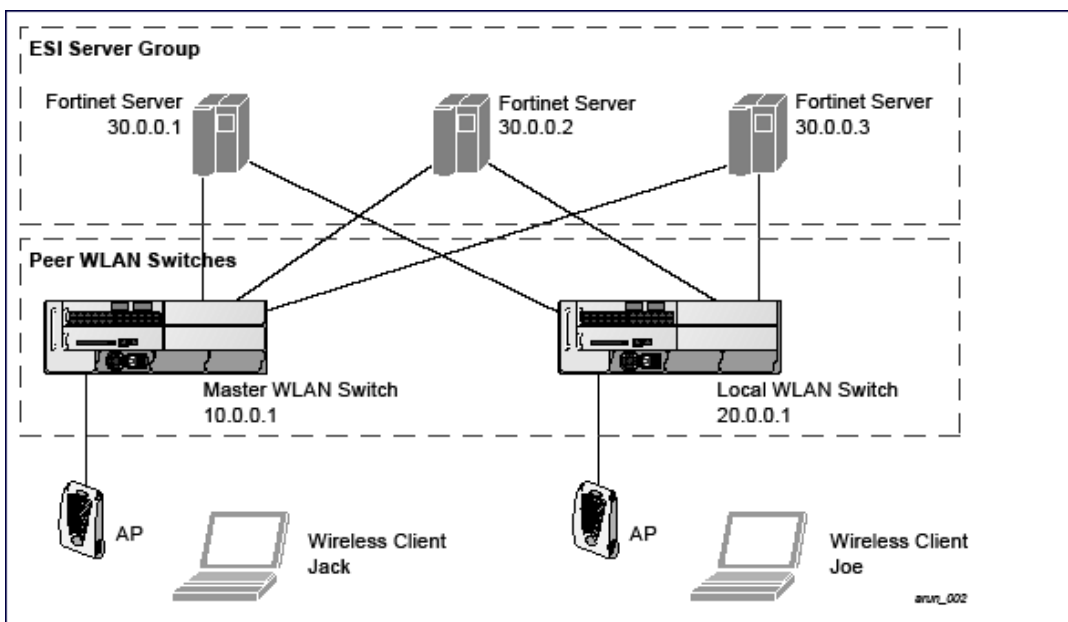 ESI Server Group
Fortinet Server
30.0.0.1
Fortinet Server
30.0.0.2
Fortinet Server
30.0.0.3
Peer WLAN Switches
Master WLAN Switch
10.0.0.1
Local WLAN Switch
20.0.0.1
AP
Wireless Client
Jack
AP
Wireless Client
Joe
arun_002